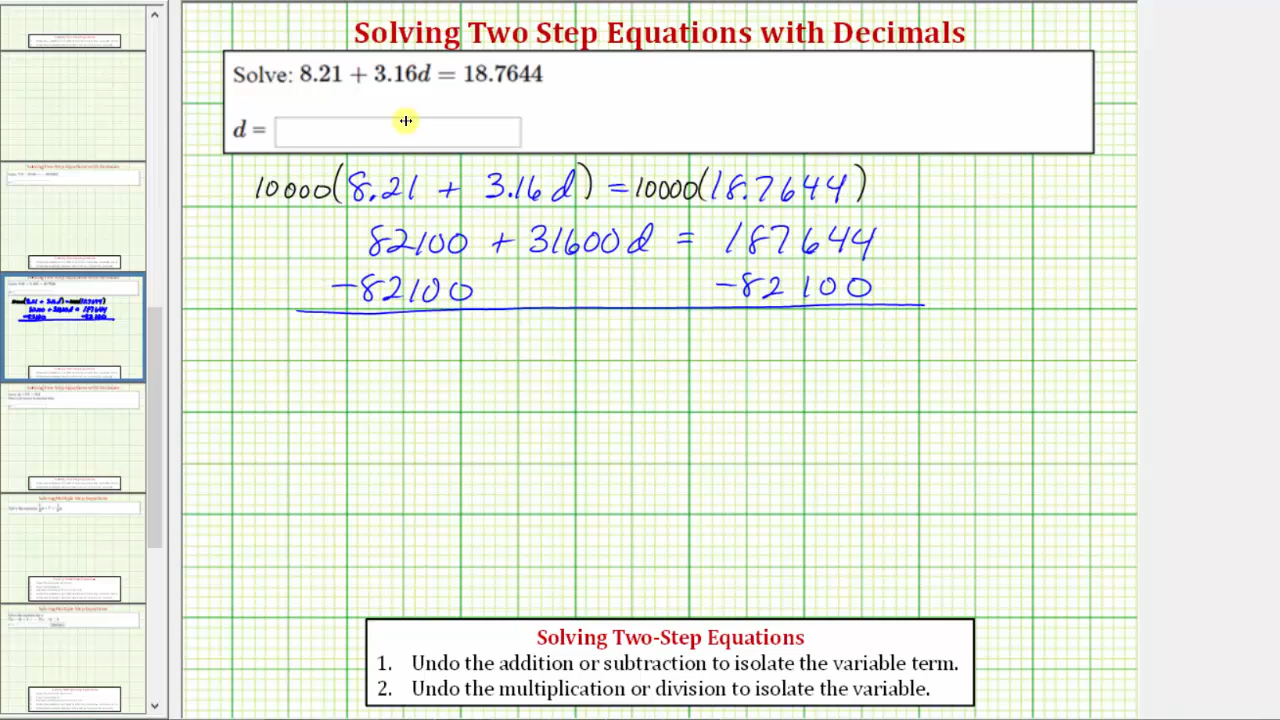 Solving Two Step Equations with Decimals
Solve: 8.21 + 3.16d = 18.7644
d =
10000(8.21 + 3.16d) = 10000(18.7644)
82100 + 31600d = 187644
-82100 -82100
Solving Two-Step Equations
1. Undo the addition or subtraction to isolate the variable term.
2. Undo the multiplication or division to isolate the variable.